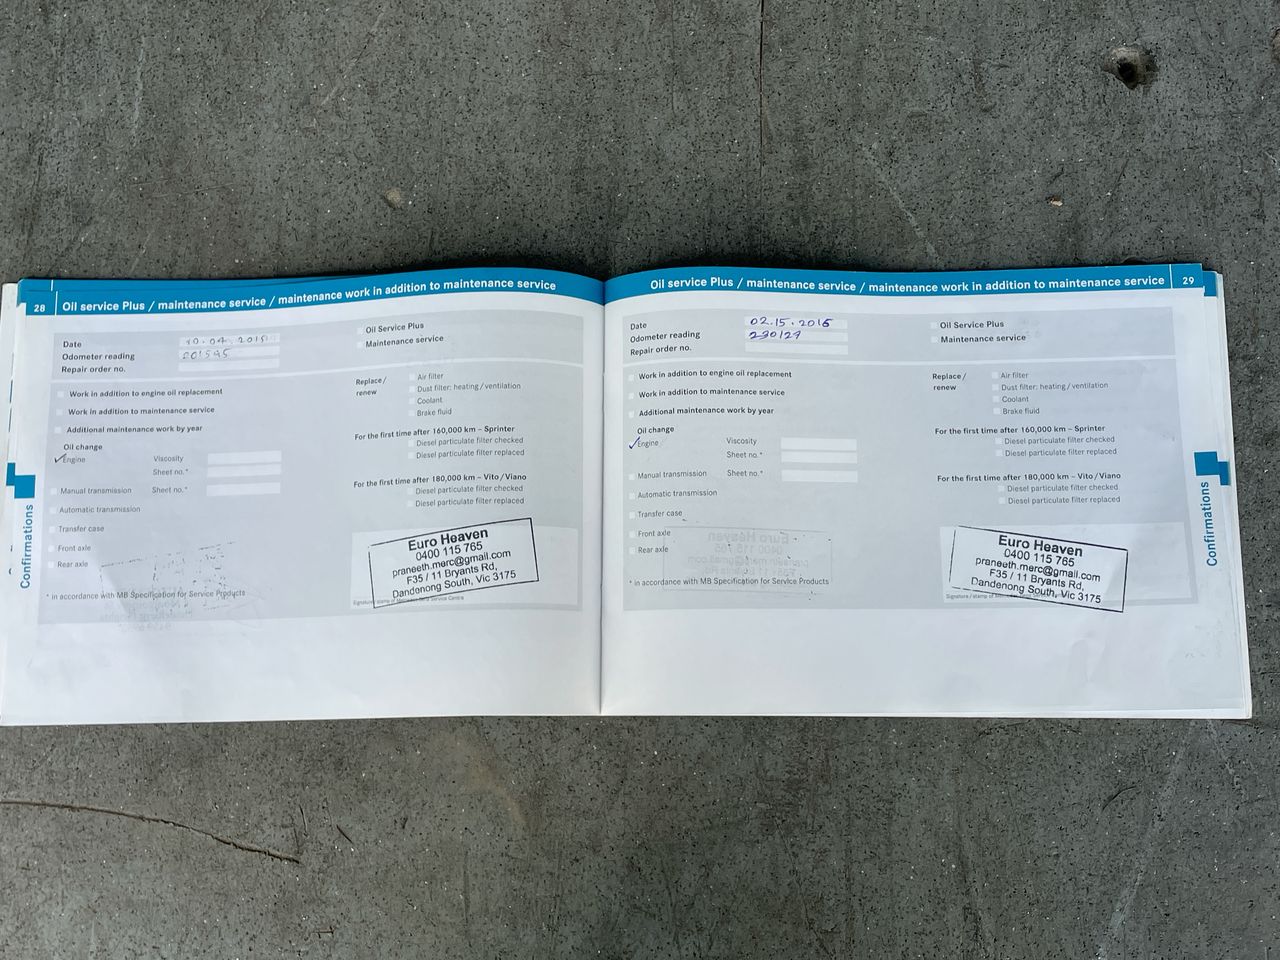 28 Oil service Plus / maintenance service / maintenance work in addition to maintenance service
Date
Odometer reading 201595
Repair order no.
Oil Service Plus
Maintenance service
Work in addition to engine oil replacement
Work in addition to maintenance service
Additional maintenance work by year
Oil change
Engine
Viscosity
Sheet no.*
Manual transmission
Sheet no.*
Automatic transmission
Transfer case
Front axle
Rear axle
* in accordance with MB Specification for Service Products
Replace/
renew
Air filter
Dust filter: heating/ventilation
Coolant
Brake fluid
For the first time after 160,000 km – Sprinter
Diesel particulate filter checked
Diesel particulate filter replaced
For the first time after 180,000 km – Vito/Viano
Diesel particulate filter checked
Diesel particulate filter replaced
Euro Heaven
0400 115 765
praneeth.merc@gmail.com
F35 / 11 Bryants Rd,
Dandenong South, Vic 3175
Confirmations
Oil service Plus / maintenance service / maintenance work in addition to maintenance service 29
Date 02.15.2016
Odometer reading 230129
Repair order no.
Oil Service Plus
Maintenance service
Work in addition to engine oil replacement
Work in addition to maintenance service
Additional maintenance work by year
Oil change
Engine
Viscosity
Sheet no.*
Manual transmission
Sheet no.*
Automatic transmission
Transfer case
Front axle
Rear axle
* in accordance with MB Specification for Service Products
Replace/
renew
Air filter
Dust filter: heating/ventilation
Coolant
Brake fluid
For the first time after 160,000 km – Sprinter
Diesel particulate filter checked
Diesel particulate filter replaced
For the first time after 180,000 km – Vito/Viano
Diesel particulate filter checked
Diesel particulate filter replaced
Euro Heaven
0400 115 765
praneeth.merc@gmail.com
F35 / 11 Bryants Rd,
Dandenong South, Vic 3175
Confirmations